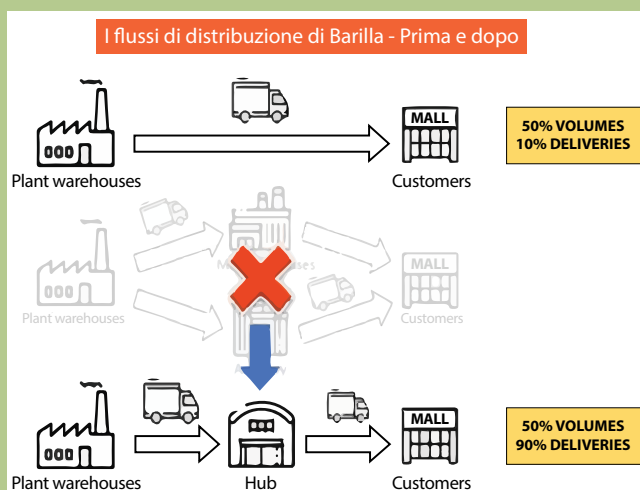 I flussi di distribuzione di Barilla - Prima e dopo
MALL
50% VOLUMES
10% DELIVERIES
Plant warehouses
Customers
MALL
Plant warehouses
Customers
MALL
50% VOLUMES
90% DELIVERIES
Plant warehouses
Hub
Customers